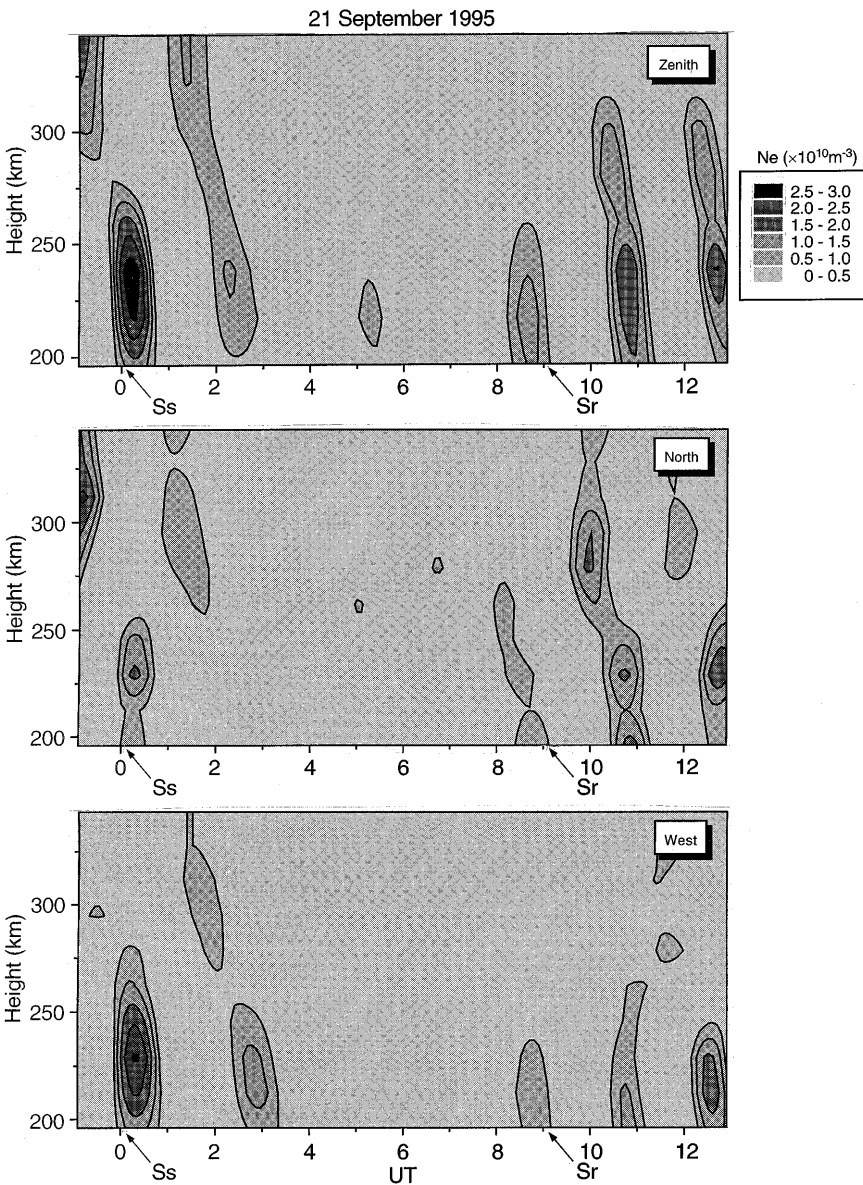 21 September 1995
Zenith
Height (km)
300
250
200
0 2 4 6 8 10 12
Ss Sr
Ne (×10¹⁰m⁻³)
2.5 - 3.0
2.0 - 2.5
1.5 - 2.0
1.0 - 1.5
0.5 - 1.0
0 - 0.5
North
Height (km)
300
250
200
0 2 4 6 8 10 12
Ss Sr
West
Height (km)
300
250
200
0 2 4 6 8 10 12
Ss UT Sr